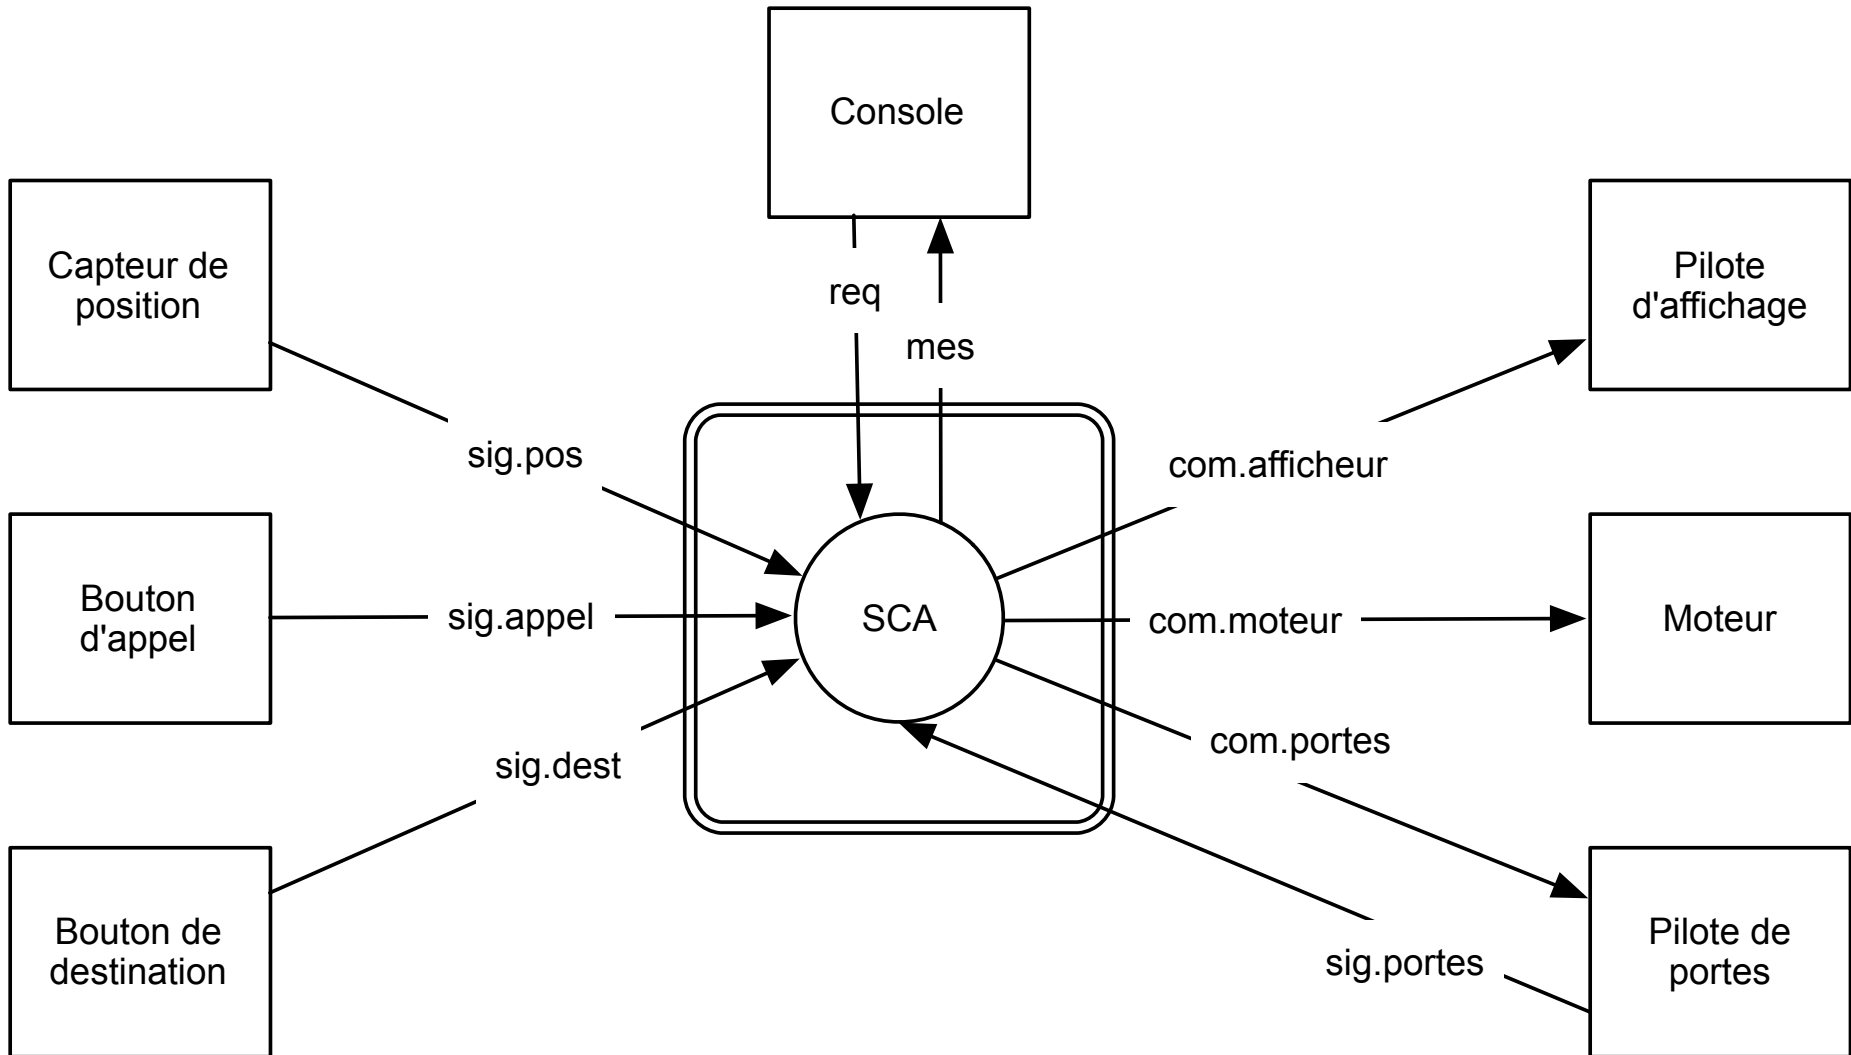 Console
Capteur de
position
Pilote
d'affichage
req
mes
sig.pos
com.afficheur
Bouton
d'appel
sig.appel
SCA
com.moteur
Moteur
sig.dest
com.portes
Bouton de
destination
sig.portes
Pilote de
portes